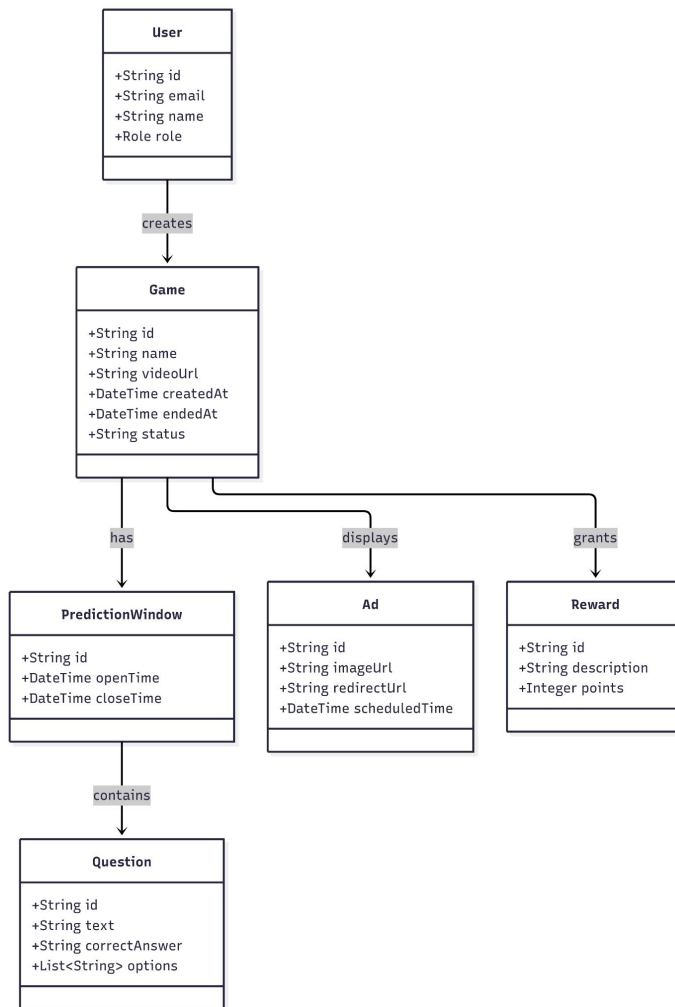 User
+String id
+String email
+String name
+Role role
creates
Game
+String id
+String name
+String videoUrl
+DateTime createdAt
+DateTime endedAt
+String status
has
displays
grants
PredictionWindow
+String id
+DateTime openTime
+DateTime closeTime
Ad
+String id
+String imageUrl
+String redirectUrl
+DateTime scheduledTime
Reward
+String id
+String description
+Integer points
contains
Question
+String id
+String text
+String correctAnswer
+List<String> options